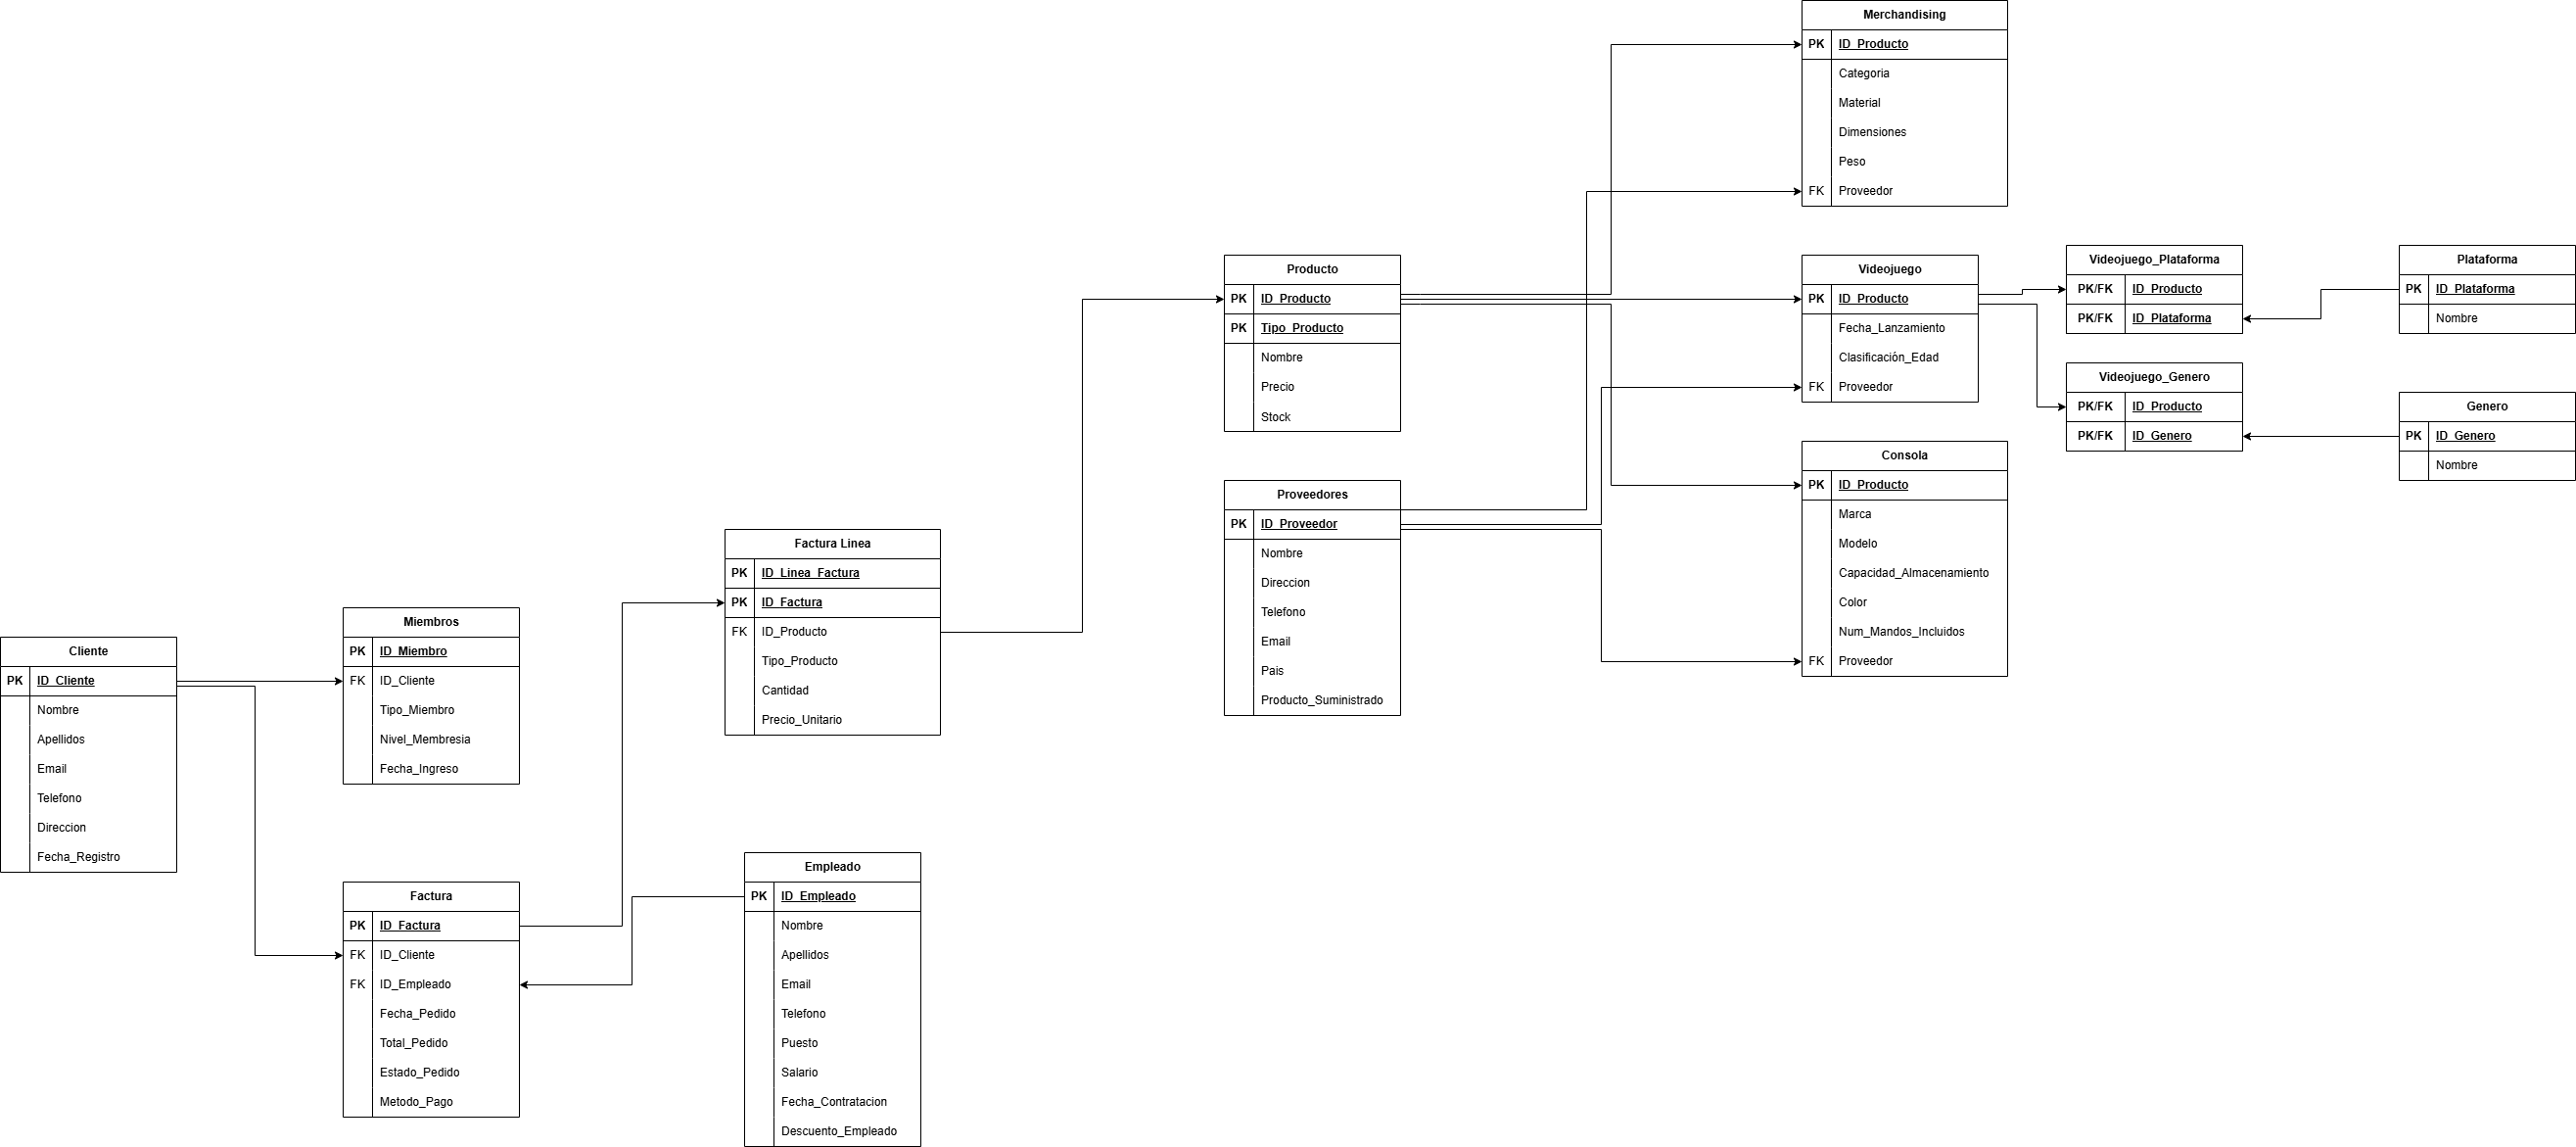 Merchandising
PK ID_Producto
Categoria
Material
Dimensiones
Peso
FK Proveedor
Producto
PK ID_Producto
PK Tipo_Producto
Nombre
Precio
Stock
Videojuego
PK ID_Producto
Fecha_Lanzamiento
Clasificación_Edad
FK Proveedor
Videojuego_Plataforma
PK/FK ID_Producto
PK/FK ID_Plataforma
Plataforma
PK ID_Plataforma
Nombre
Videojuego_Genero
PK/FK ID_Producto
PK/FK ID_Genero
Genero
PK ID_Genero
Nombre
Consola
PK ID_Producto
Marca
Modelo
Capacidad_Almacenamiento
Color
Num_Mandos_Incluidos
FK Proveedor
Proveedores
PK ID_Proveedor
Nombre
Direccion
Telefono
Email
Pais
Producto_Suministrado
Factura Linea
PK ID_Linea_Factura
PK ID_Factura
FK ID_Producto
Tipo_Producto
Cantidad
Precio_Unitario
Miembros
PK ID_Miembro
FK ID_Cliente
Tipo_Miembro
Nivel_Membresia
Fecha_Ingreso
Cliente
PK ID_Cliente
Nombre
Apellidos
Email
Telefono
Direccion
Fecha_Registro
Factura
PK ID_Factura
FK ID_Cliente
FK ID_Empleado
Fecha_Pedido
Total_Pedido
Estado_Pedido
Metodo_Pago
Empleado
PK ID_Empleado
Nombre
Apellidos
Email
Telefono
Puesto
Salario
Fecha_Contratacion
Descuento_Empleado